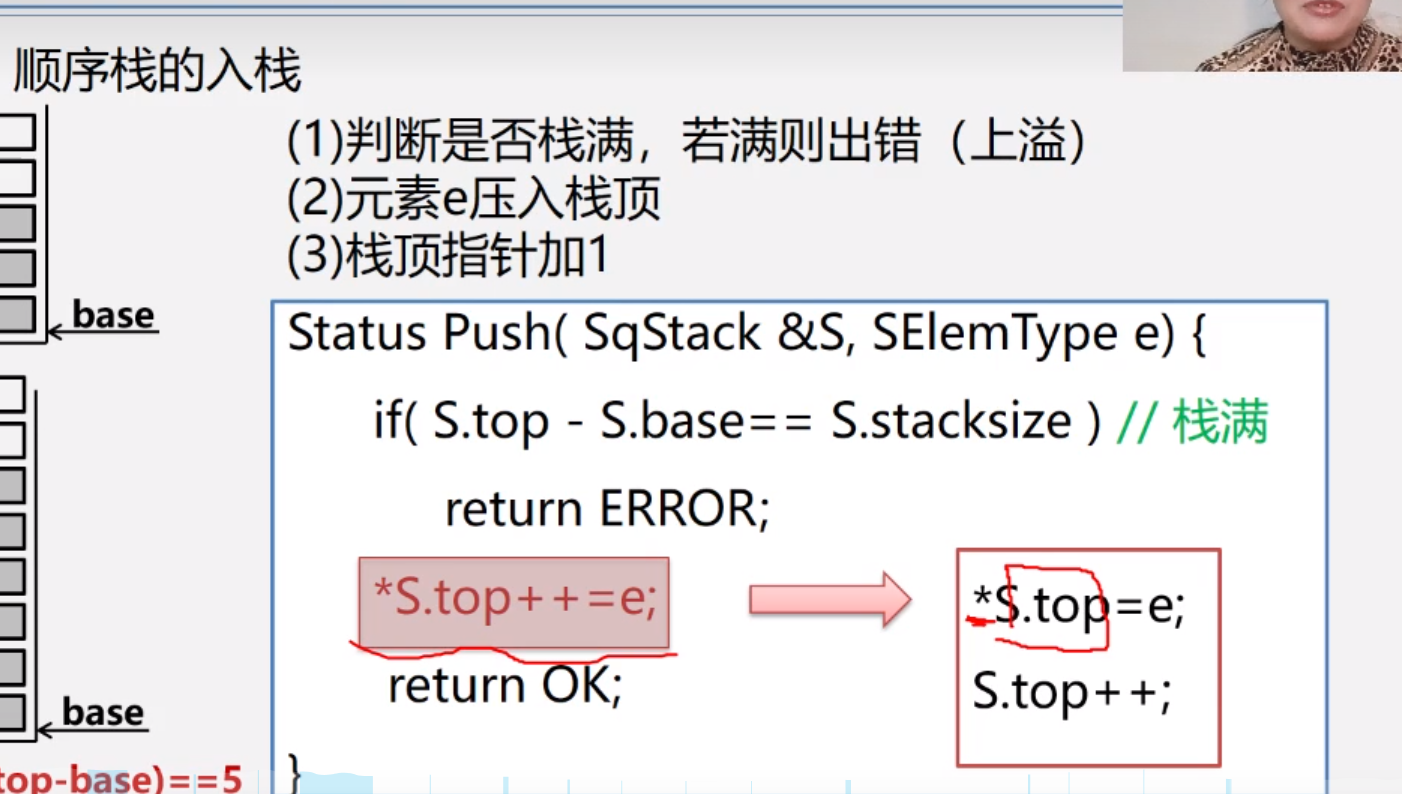 顺序栈的入栈
(1)判断是否栈满，若满则出错（上溢）
(2)元素e压入栈顶
(3)栈顶指针加1
base
Status Push( SqStack &S, SElemType e) {
if( S.top - S.base== S.stacksize ) // 栈满
return ERROR;
*S.top++=e;
*S.top=e;
return OK;
S.top++;
base
top-base)==5
}